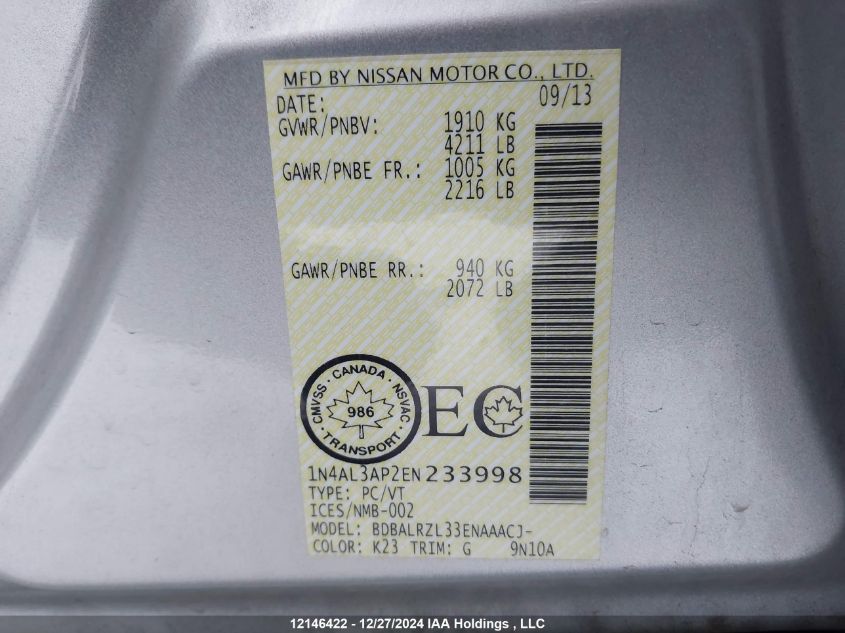 MFD BY NISSAN MOTOR CO., LTD.
DATE: 09/13
GVWR/PNBV: 1910 KG
4211 LB
GAWR/PNBE FR.: 1005 KG
2216 LB
GAWR/PNBE RR.: 940 KG
2072 LB
CMVSS · CANADA · NSVAC
986
· TRANSPORT ·
EC
1N4AL3AP2EN233998
TYPE: PC/VT
ICES/NMB-002
MODEL: BDBALRZL33ENAAACJ-
COLOR: K23 TRIM: G 9N10A
12146422 - 12/27/2024 IAA Holdings , LLC